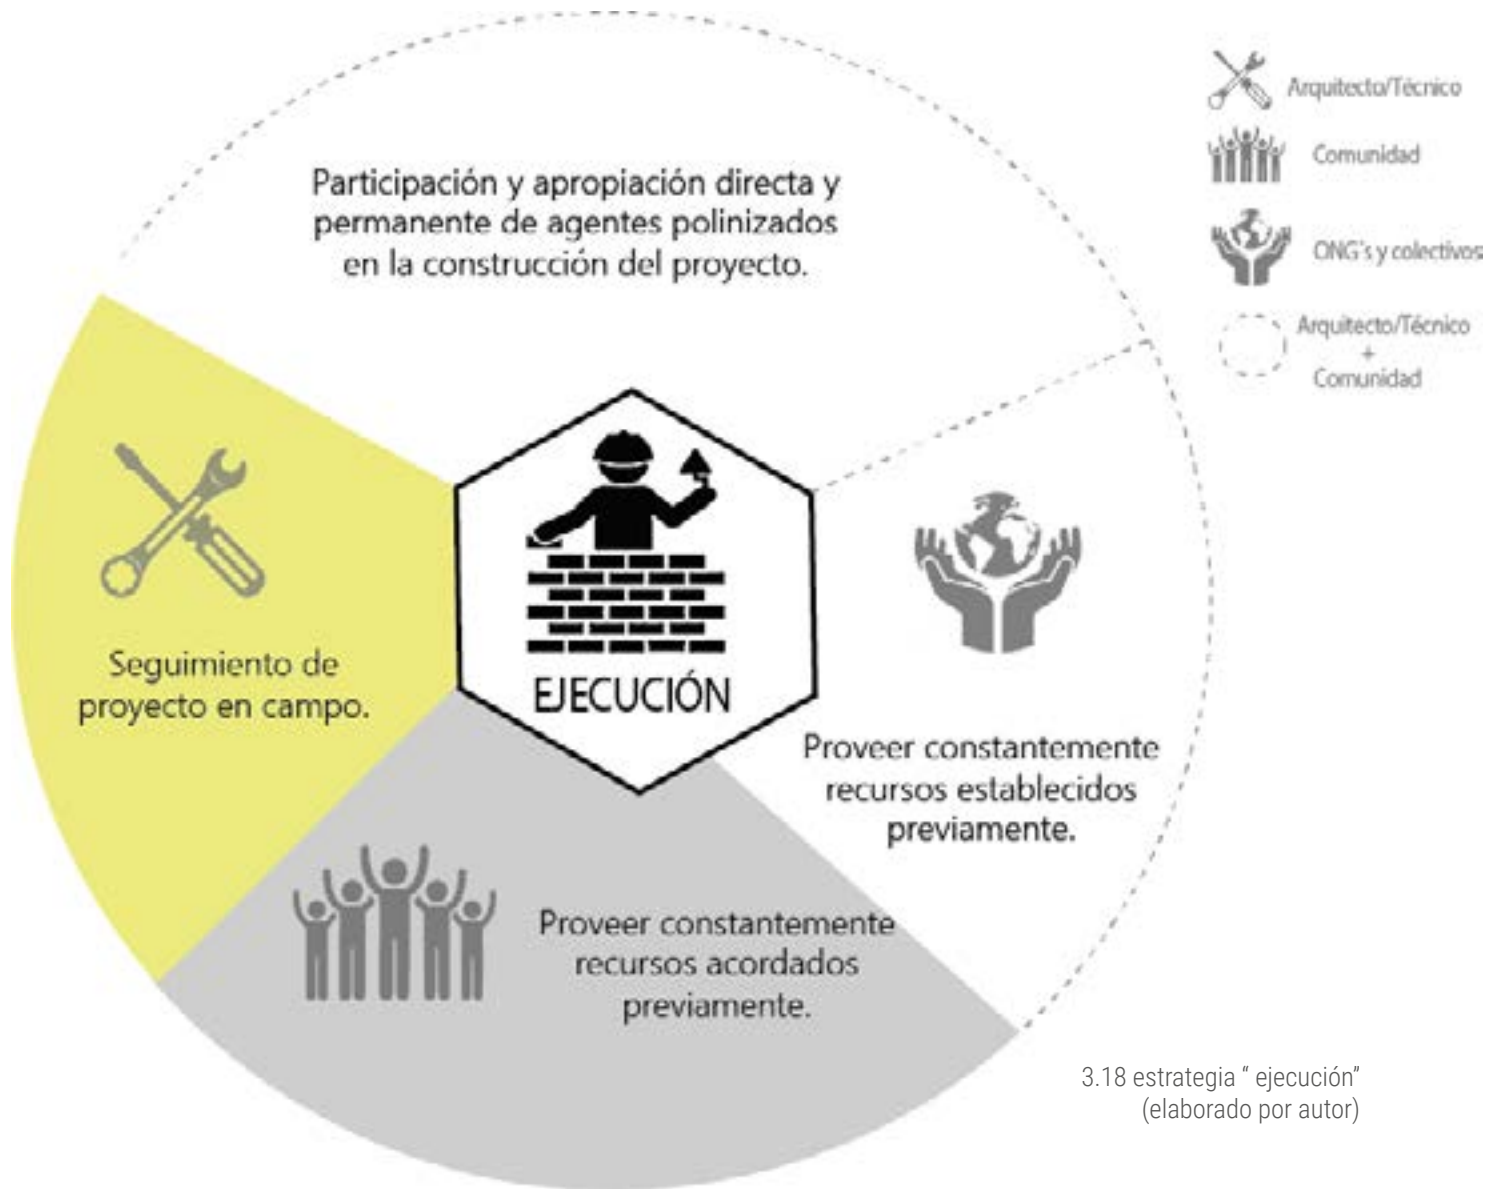 Participación y apropiación directa y
permanente de agentes polinizados
en la construcción del proyecto.
Arquitecto/Técnico
Comunidad
ONG's y colectivos
Arquitecto/Técnico
+
Comunidad
Seguimiento de
proyecto en campo.
EJECUCIÓN
Proveer constantemente
recursos establecidos
previamente.
Proveer constantemente
recursos acordados
previamente.
3.18 estrategia “ ejecución”
(elaborado por autor)